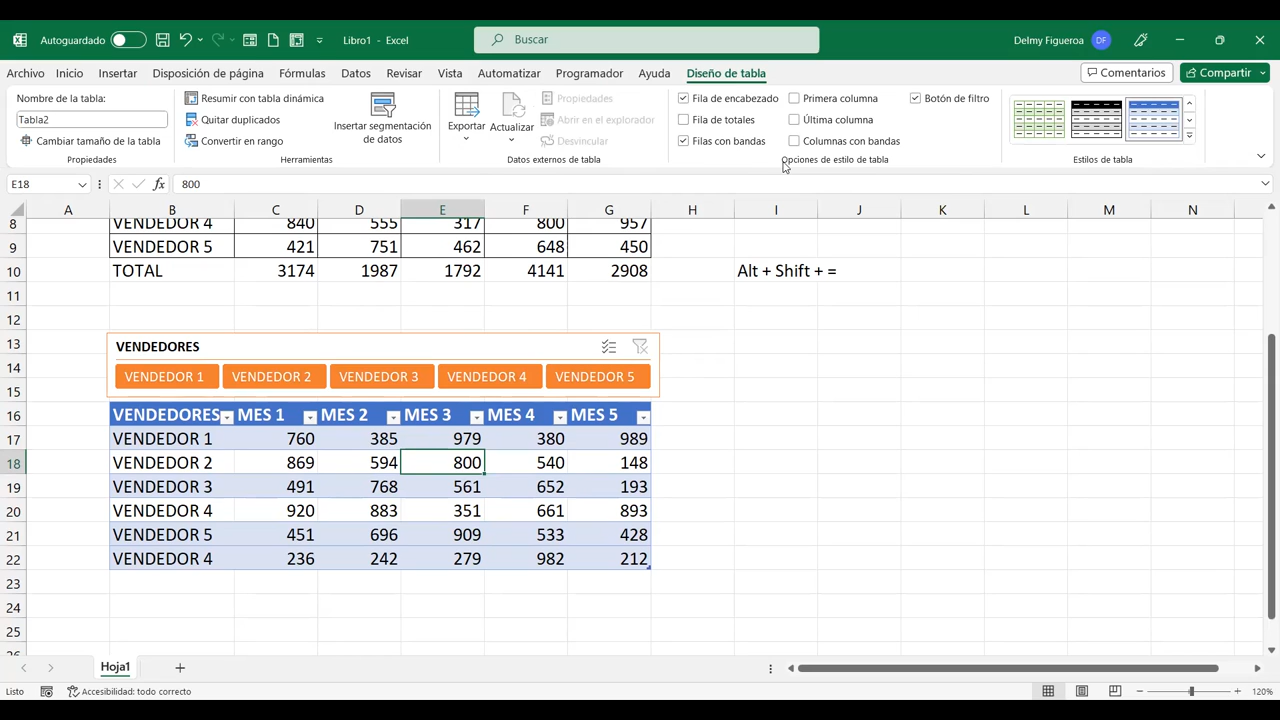 Autoguardado Libro1 - Excel Buscar Delmy Figueroa DF
Archivo Inicio Insertar Disposición de página Fórmulas Datos Revisar Vista Automatizar Programador Ayuda Diseño de tabla Comentarios Compartir
Nombre de la tabla:
Tabla2
Cambiar tamaño de la tabla
Propiedades
Resumir con tabla dinámica
Quitar duplicados
Convertir en rango
Insertar segmentación
de datos
Herramientas
Exportar
Actualizar
Propiedades
Abrir en el explorador
Desvincular
Datos externos de tabla
Fila de encabezado
Fila de totales
Filas con bandas
Primera columna
Última columna
Columnas con bandas
Botón de filtro
Opciones de estilo de tabla
Estilos de tabla
E18 fx 800
A B C D E F G H I J K L M N
8 VENDEDOR 4 840 555 317 800 957
9 VENDEDOR 5 421 751 462 648 450
10 TOTAL 3174 1987 1792 4141 2908 Alt + Shift + =
11
12
13 VENDEDORES
14 VENDEDOR 1 VENDEDOR 2 VENDEDOR 3 VENDEDOR 4 VENDEDOR 5
15
16 VENDEDORES MES 1 MES 2 MES 3 MES 4 MES 5
17 VENDEDOR 1 760 385 979 380 989
18 VENDEDOR 2 869 594 800 540 148
19 VENDEDOR 3 491 768 561 652 193
20 VENDEDOR 4 920 883 351 661 893
21 VENDEDOR 5 451 696 909 533 428
22 VENDEDOR 4 236 242 279 982 212
23
24
25
Hoja1
Listo Accesibilidad: todo correcto 120%